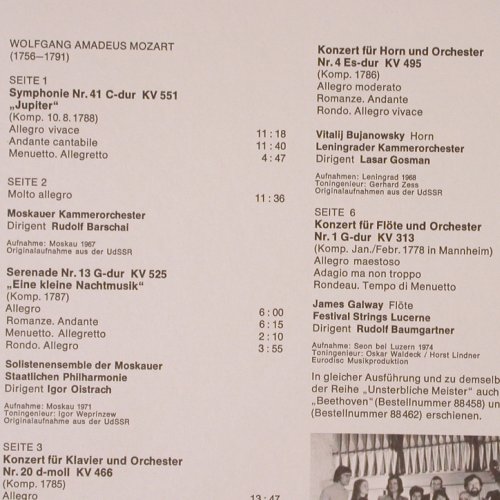 WOLFGANG AMADEUS MOZART
(1756—1791)
SEITE 1
Symphonie Nr. 41 C-dur KV 551
„Jupiter“
(Komp. 10. 8. 1788)
Allegro vivace 11 : 18
Andante cantabile 11 : 40
Menuetto. Allegretto 4 : 47
SEITE 2
Molto allegro 11 : 36
Moskauer Kammerorchester
Dirigent Rudolf Barschai
Aufnahme: Moskau 1967
Originalaufnahme aus der UdSSR
Serenade Nr. 13 G-dur KV 525
„Eine kleine Nachtmusik“
(Komp. 1787)
Allegro 6 : 00
Romanze. Andante 6 : 15
Menuetto. Allegretto 2 : 10
Rondo. Allegro 3 : 55
Solistenensemble der Moskauer
Staatlichen Philharmonie
Dirigent Igor Oistrach
Aufnahme: Moskau 1971
Toningenieur: Igor Weprinzew
Originalaufnahme aus der UdSSR
SEITE 3
Konzert für Klavier und Orchester
Nr. 20 d-moll KV 466
(Komp. 1785)
Allegro 13 : 47
Konzert für Horn und Orchester
Nr. 4 Es-dur KV 495
(Komp. 1786)
Allegro moderato
Romanze. Andante
Rondo. Allegro vivace
Vitalij Bujanowsky Horn
Leningrader Kammerorchester
Dirigent Lasar Gosman
Aufnahmen: Leningrad 1968
Toningenieur: Gerhard Zess
Originalaufnahmen aus der UdSSR
SEITE 6
Konzert für Flöte und Orchester
Nr. 1 G-dur KV 313
(Komp. Jan./Febr. 1778 in Mannheim)
Allegro maestoso
Adagio ma non troppo
Rondeau. Tempo di Menuetto
James Galway Flöte
Festival Strings Lucerne
Dirigent Rudolf Baumgartner
Aufnahme: Seon bei Luzern 1974
Toningenieur: Oskar Waldeck / Horst Lindner
Eurodisc Musikproduktion
In gleicher Ausführung und zu demselb
der Reihe „Unsterbliche Meister“ auch
„Beethoven“ (Bestellnummer 88 458) un
(Bestellnummer 88 462) erschienen.